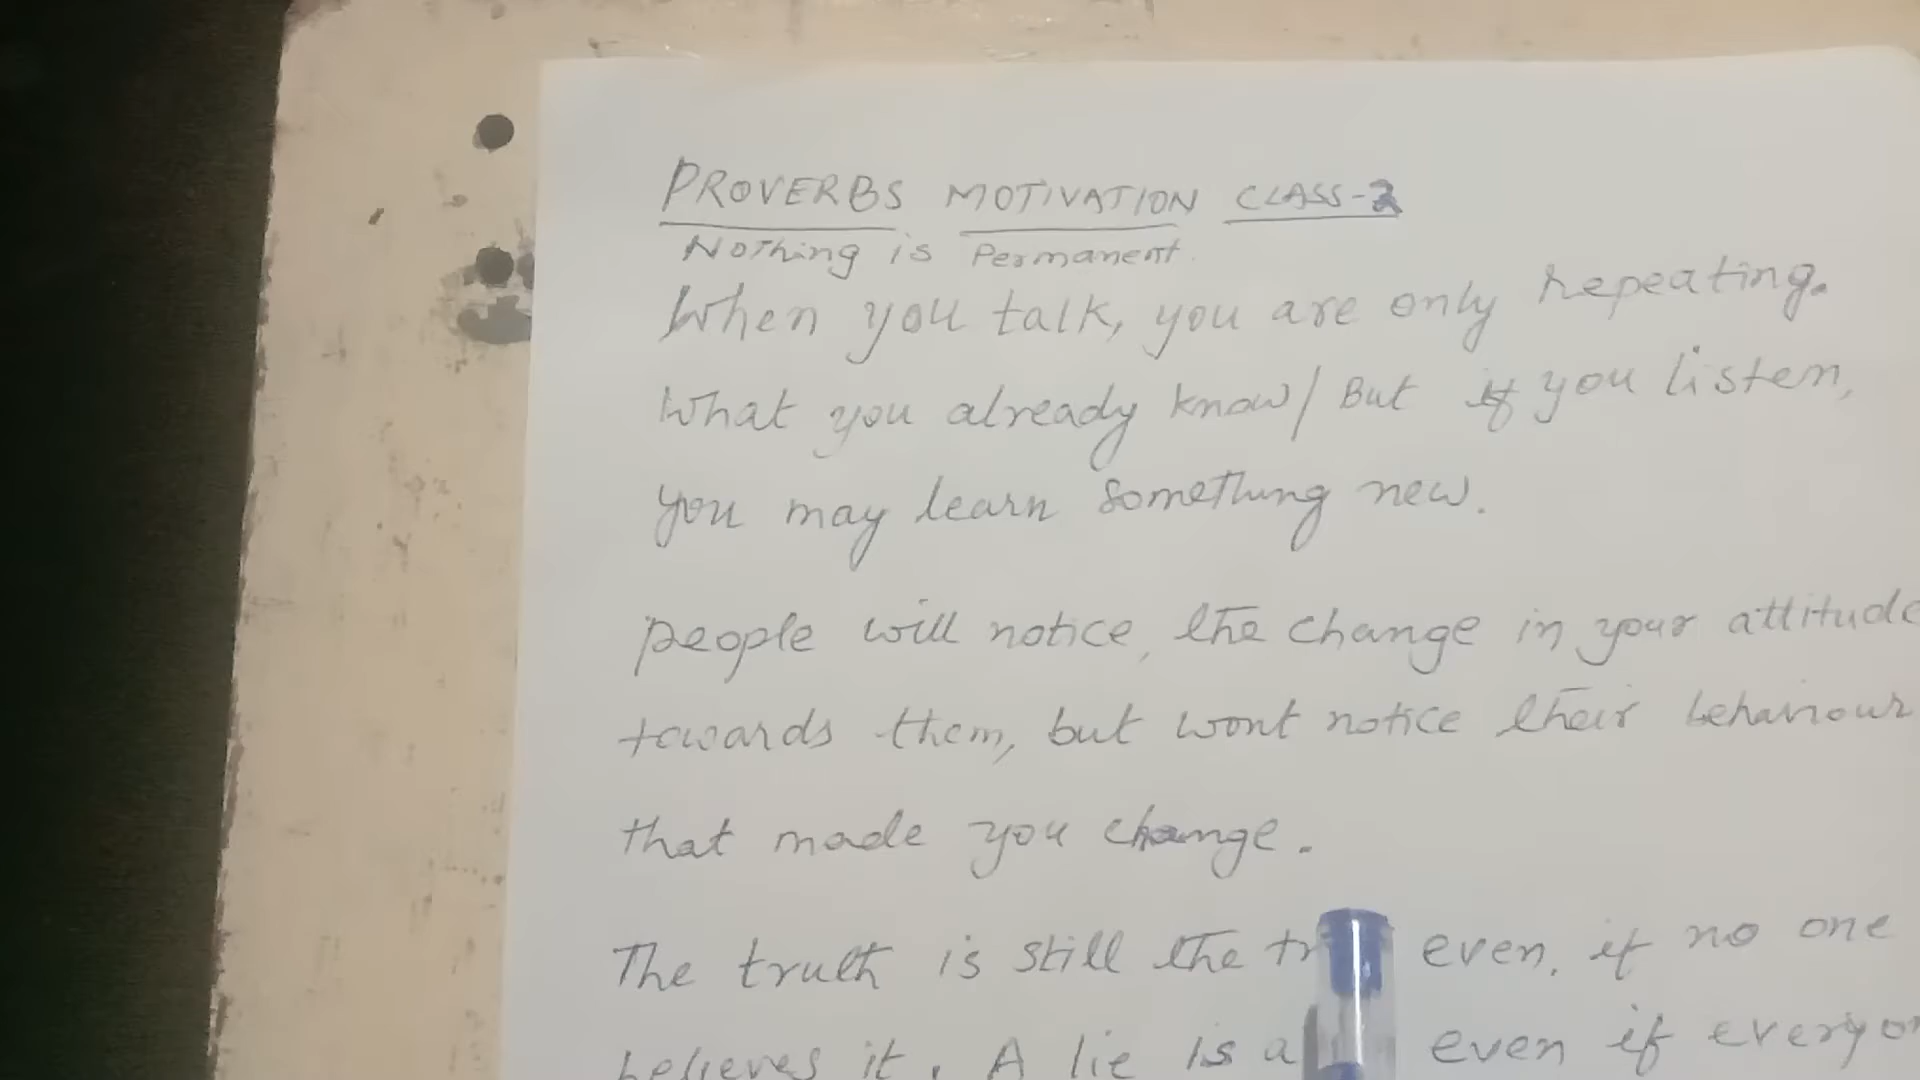 PROVERBS MOTIVATION CLASS-2
Nothing is Permanent.
When you talk, you are only repeating.
What you already know/ But if you listen,
you may learn something new.
people will notice, the change in your attitude
towards them, but wont notice their behaviour
that made you change.
The truth is still the even, if no one
believes it. A lie is a even if